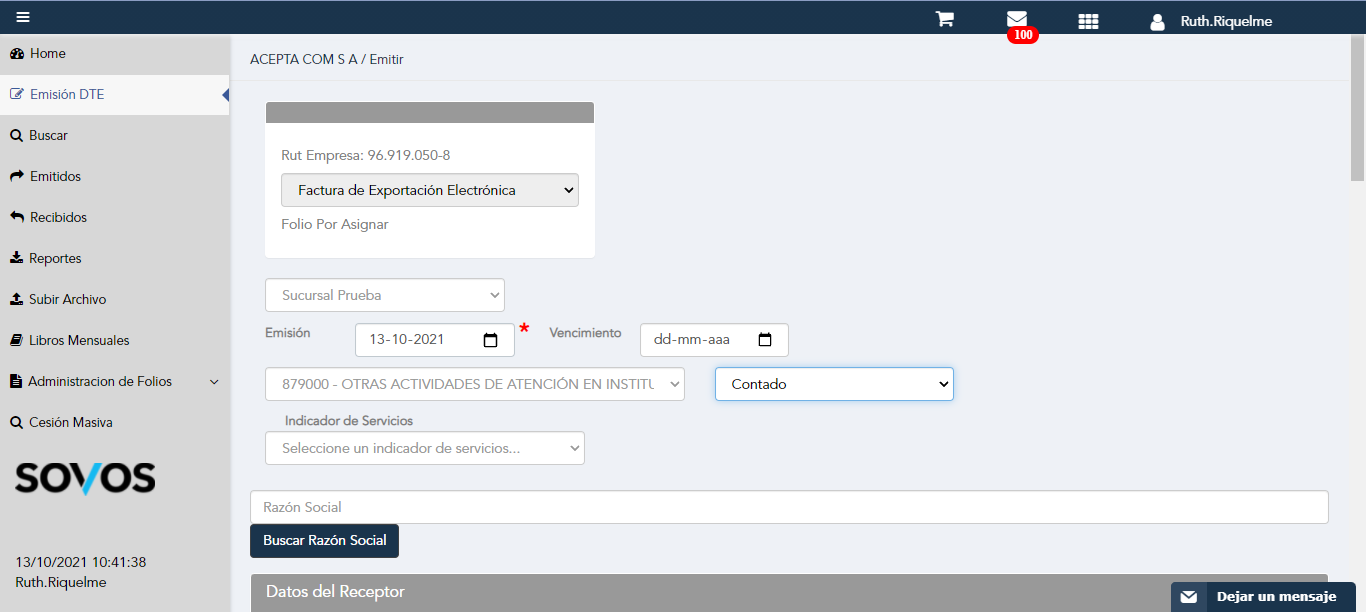 100
Ruth.Riquelme
Home
Emisión DTE
Buscar
Emitidos
Recibidos
Reportes
Subir Archivo
Libros Mensuales
Administracion de Folios
Cesión Masiva
SOVOS
13/10/2021 10:41:38
Ruth.Riquelme
ACEPTA COM S A / Emitir
Rut Empresa: 96.919.050-8
Factura de Exportación Electrónica
Folio Por Asignar
Sucursal Prueba
Emisión 13-10-2021 * Vencimiento dd-mm-aaa
879000 - OTRAS ACTIVIDADES DE ATENCIÓN EN INSTITU Contado
Indicador de Servicios
Seleccione un indicador de servicios...
Razón Social
Buscar Razón Social
Datos del Receptor
Dejar un mensaje